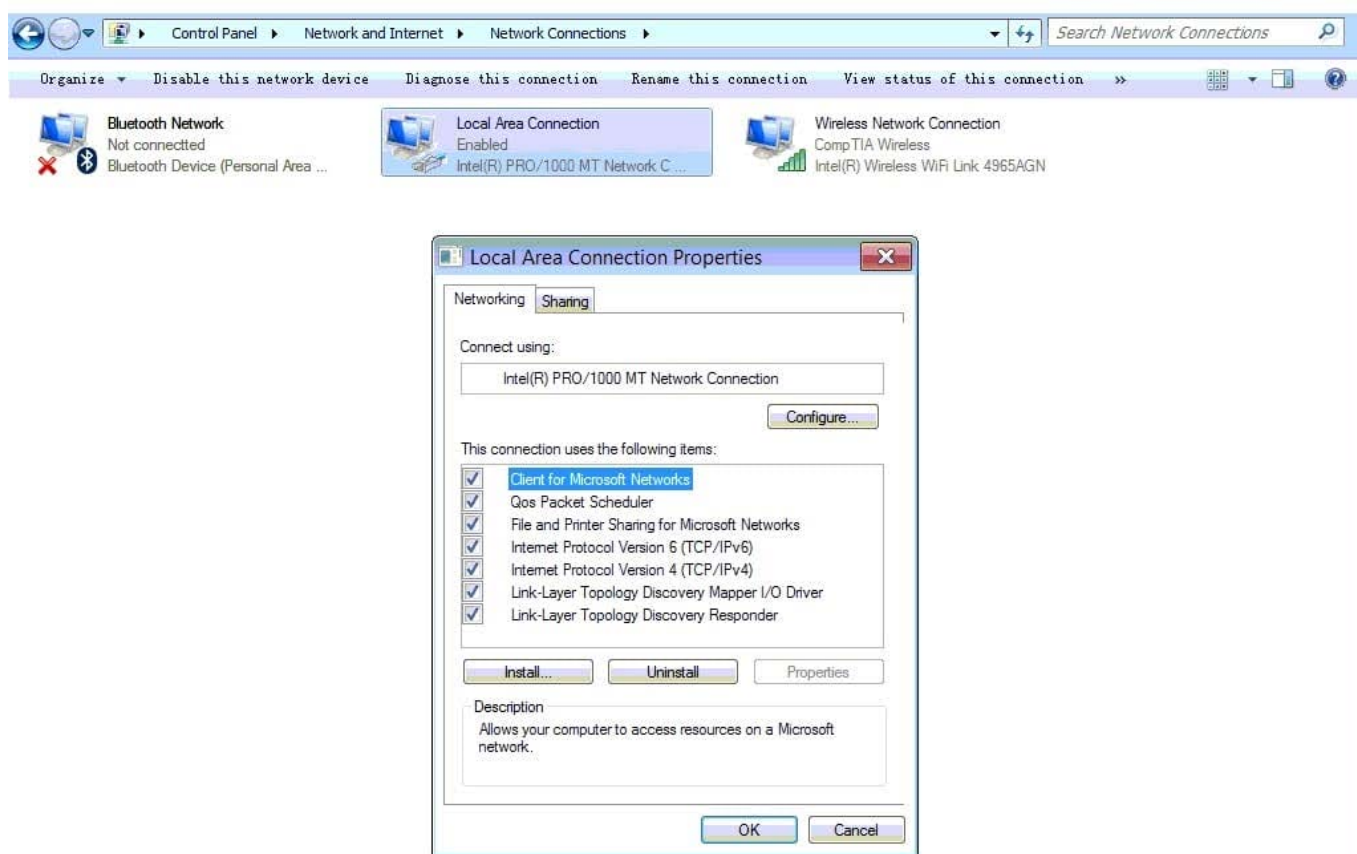 Control Panel Network and Internet Network Connections Search Network Connections
Organize Disable this network device Diagnose this connection Rename this connection View status of this connection »
Bluetooth Network
Not connectted
Bluetooth Device (Personal Area ...
Local Area Connection
Enabled
Intel(R) PRO/1000 MT Network C ...
Wireless Network Connection
CompTIA Wireless
Intel(R) Wireless WiFi Link 4965AGN
Local Area Connection Properties
Networking Sharing
Connect using:
Intel(R) PRO/1000 MT Network Connection
Configure...
This connection uses the following items:
Client for Microsoft Networks
Qos Packet Scheduler
File and Printer Sharing for Microsoft Networks
Internet Protocol Version 6 (TCP/IPv6)
Internet Protocol Version 4 (TCP/IPv4)
Link-Layer Topology Discovery Mapper I/O Driver
Link-Layer Topology Discovery Responder
Install... Uninstall Properties
Description
Allows your computer to access resources on a Microsoft
network.
OK Cancel